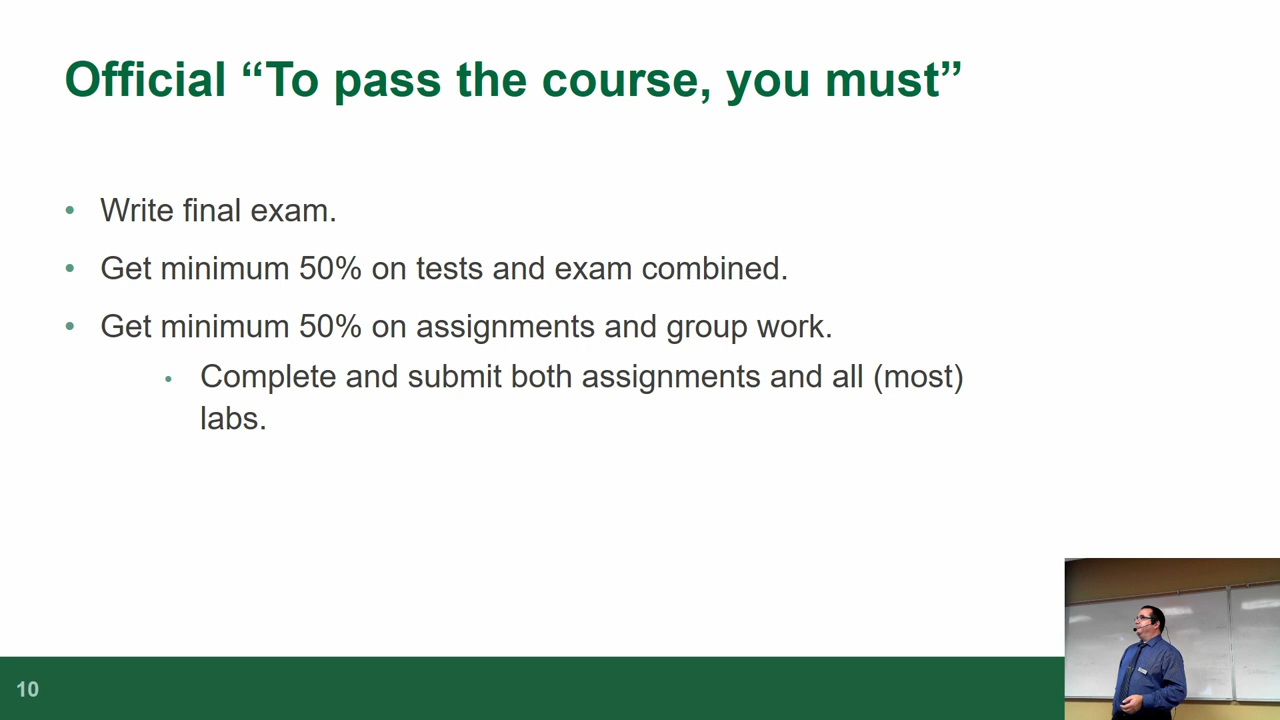 Official “To pass the course, you must”
• Write final exam.
• Get minimum 50% on tests and exam combined.
• Get minimum 50% on assignments and group work.
• Complete and submit both assignments and all (most)
labs.
10